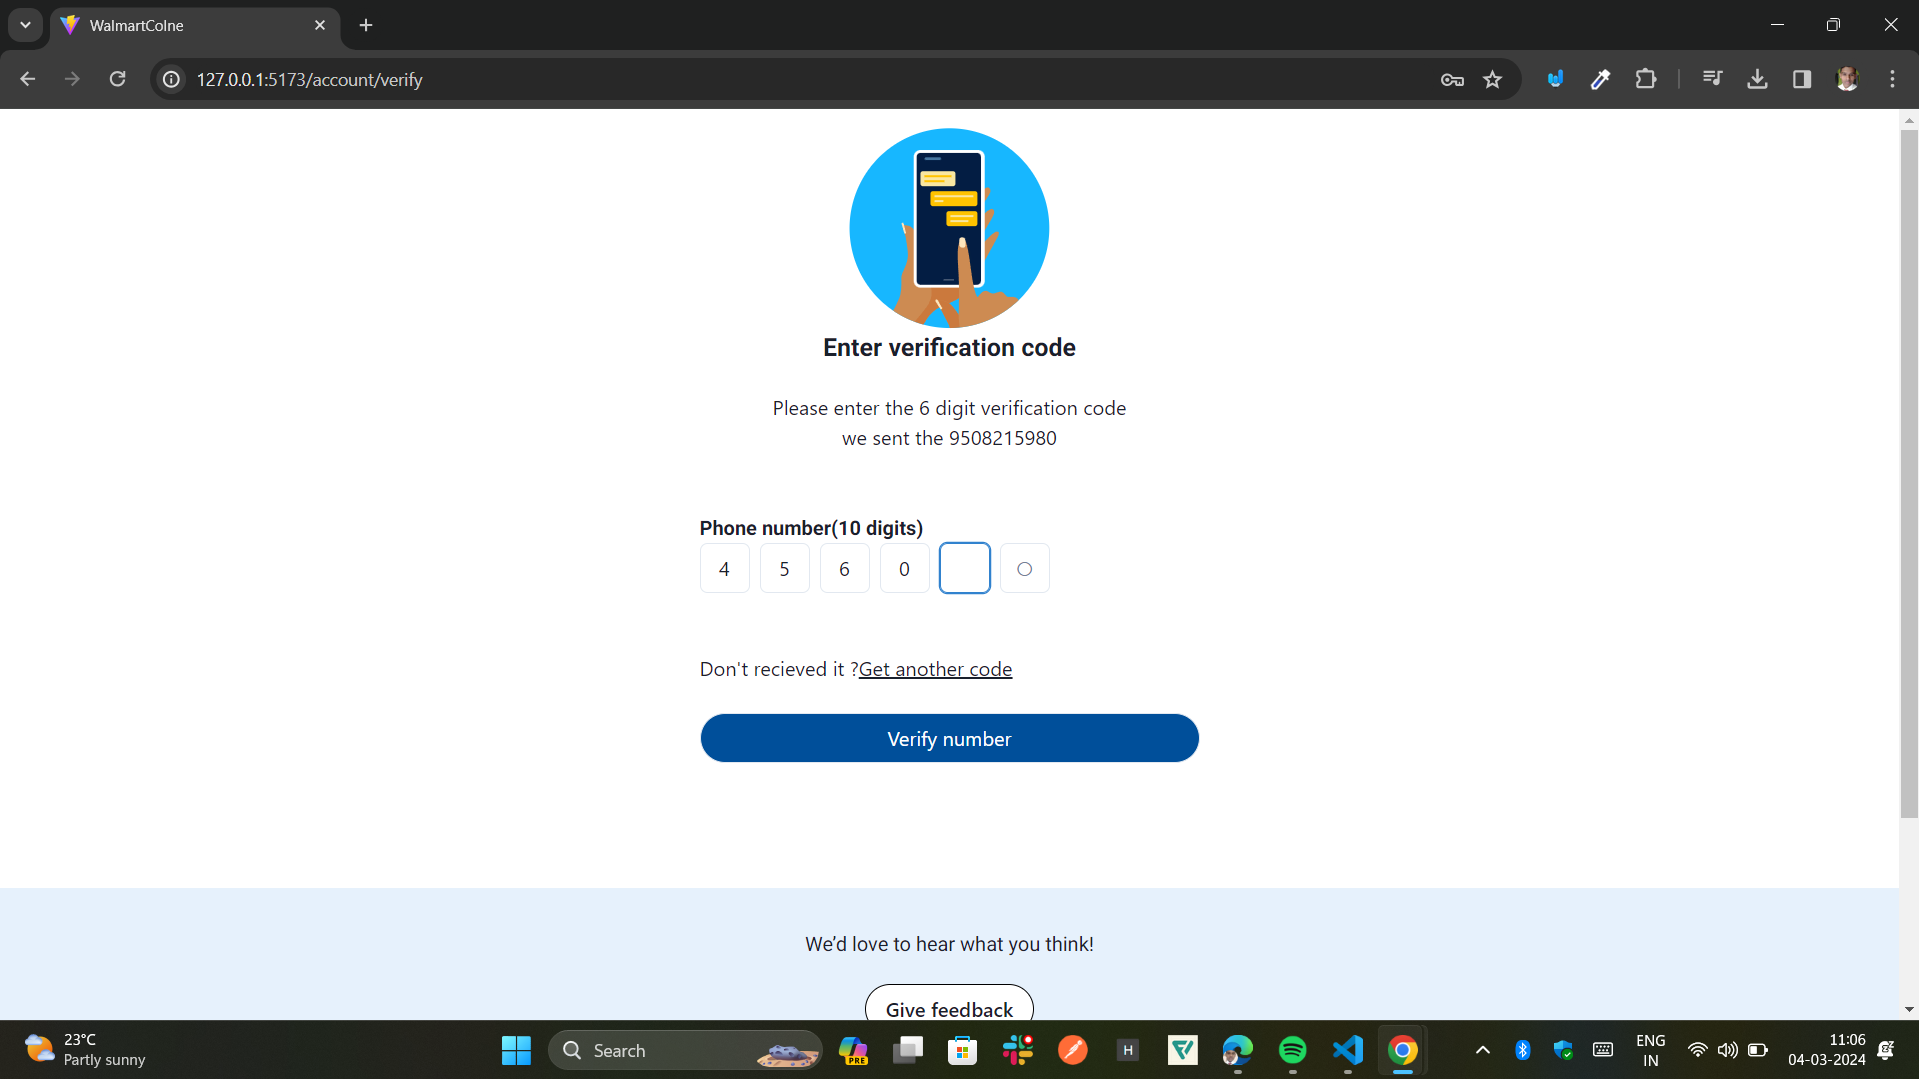 WalmartColne
127.0.0.1:5173/account/verify
Enter verification code
Please enter the 6 digit verification code
we sent the 9508215980
Phone number(10 digits)
4 5 6 0
Don't recieved it ?Get another code
Verify number
We’d love to hear what you think!
Give feedback
23°C
Partly sunny
Search
PRE
H
ENG
IN
11:06
04-03-2024